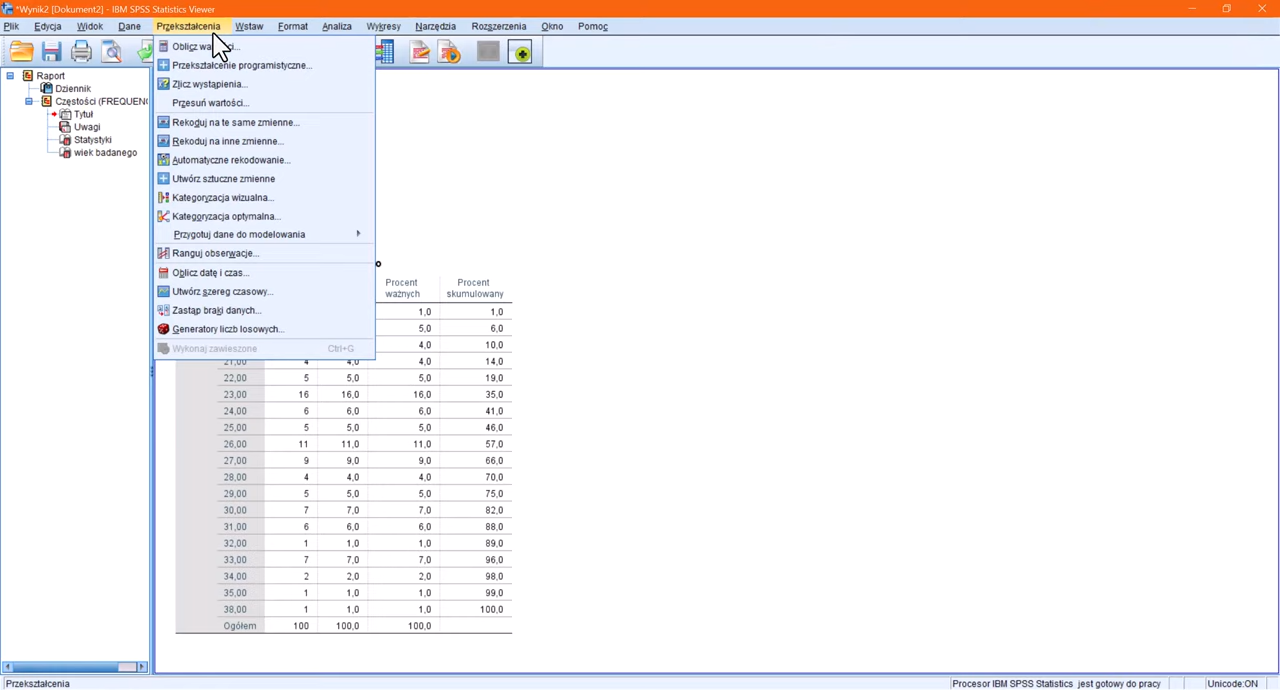 *Wynik2 [Dokument2] - IBM SPSS Statistics Viewer
Plik Edycja Widok Dane Przekształcenia Wstaw Format Analiza Wykresy Narzędzia Rozszerzenia Okno Pomoc
Raport
Dziennik
Częstości (FREQUENC
Tytuł
Uwagi
Statystyki
wiek badanego
Przekształcenie programistyczne...
Zlicz wystąpienia...
Przesuń wartości...
Rekoduj na te same zmienne...
Rekoduj na inne zmienne...
Automatyczne rekodowanie...
Utwórz sztuczne zmienne
Kategoryzacja wizualna...
Kategoryzacja optymalna...
Przygotuj dane do modelowania
Ranguj obserwacje...
Oblicz datę i czas...
Utwórz szereg czasowy...
Zastąp braki danych...
Generatory liczb losowych...
Wykonaj zawieszone Ctrl+G
Procent ważnych Procent skumulowany
1,0 1,0
5,0 6,0
4,0 10,0
21,00 4 4,0 4,0 14,0
22,00 5 5,0 5,0 19,0
23,00 16 16,0 16,0 35,0
24,00 6 6,0 6,0 41,0
25,00 5 5,0 5,0 46,0
26,00 11 11,0 11,0 57,0
27,00 9 9,0 9,0 66,0
28,00 4 4,0 4,0 70,0
29,00 5 5,0 5,0 75,0
30,00 7 7,0 7,0 82,0
31,00 6 6,0 6,0 88,0
32,00 1 1,0 1,0 89,0
33,00 7 7,0 7,0 96,0
34,00 2 2,0 2,0 98,0
35,00 1 1,0 1,0 99,0
38,00 1 1,0 1,0 100,0
Ogółem 100 100,0 100,0
Przekształcenia
Procesor IBM SPSS Statistics jest gotowy do pracy
Unicode:ON